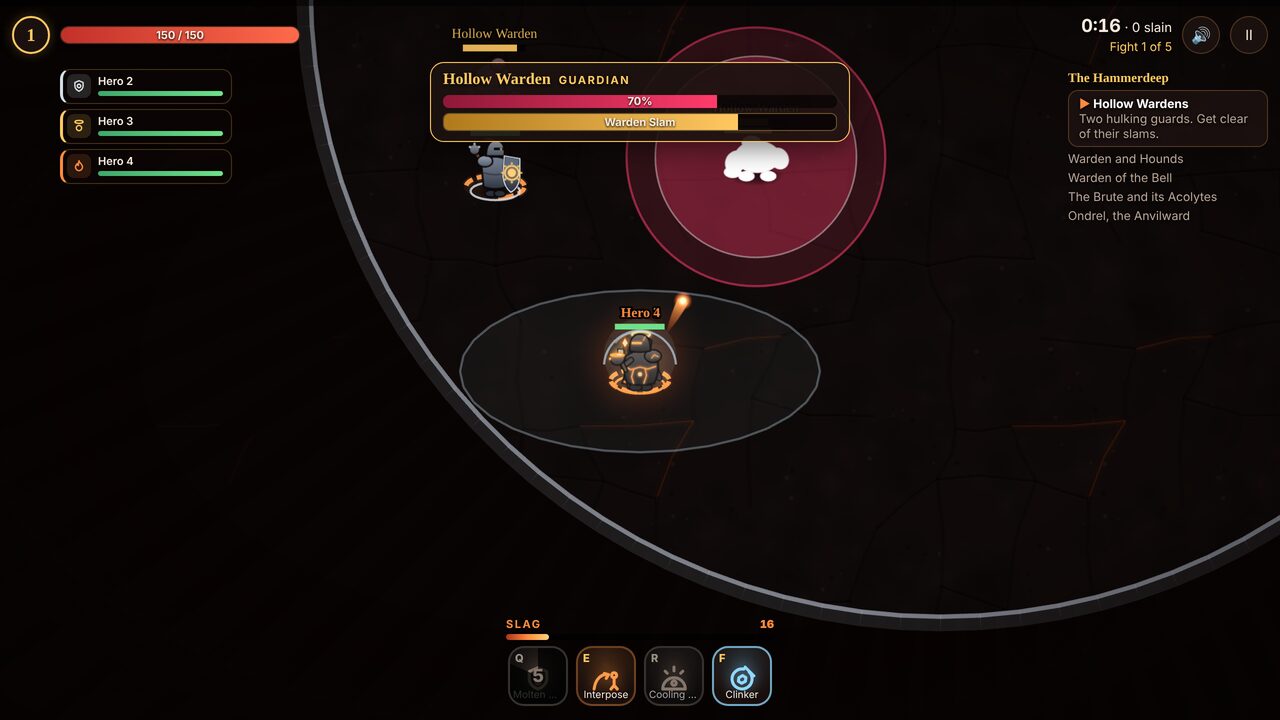 1
150 / 150
Hero 2
Hero 3
Hero 4
Hollow Warden
Hollow Warden GUARDIAN
70%
Warden Slam
0:16 · 0 slain
Fight 1 of 5
The Hammerdeep
Hollow Wardens
Two hulking guards. Get clear
of their slams.
Warden and Hounds
Warden of the Bell
The Brute and its Acolytes
Ondrel, the Anvilward
Hero 4
SLAG 16
Q 5 Molten ...
E Interpose
R Cooling ...
F Clinker